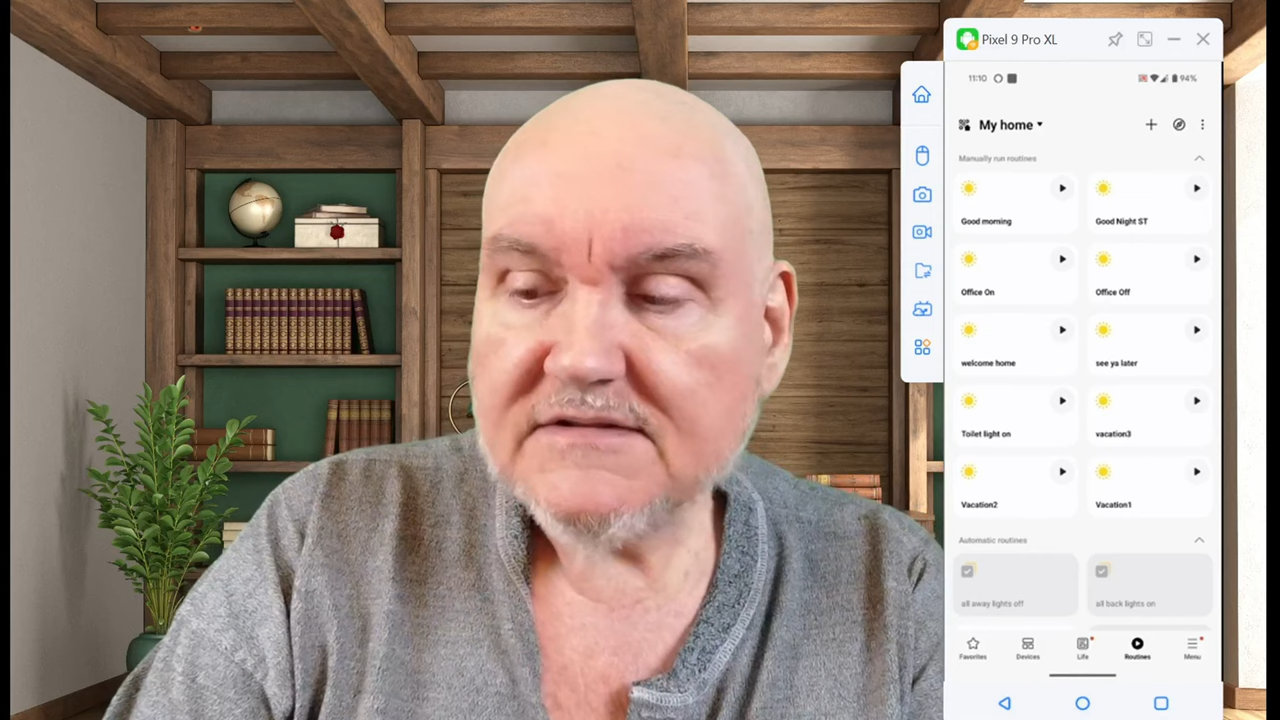 Pixel 9 Pro XL
11:10
94%
My home
Manually run routines
Good morning
Good Night ST
Office On
Office Off
welcome home
see ya later
Toilet light on
vacation3
Vacation2
Vacation1
Automatic routines
all away lights off
all back lights on
Favorites
Devices
Life
Routines
Menu